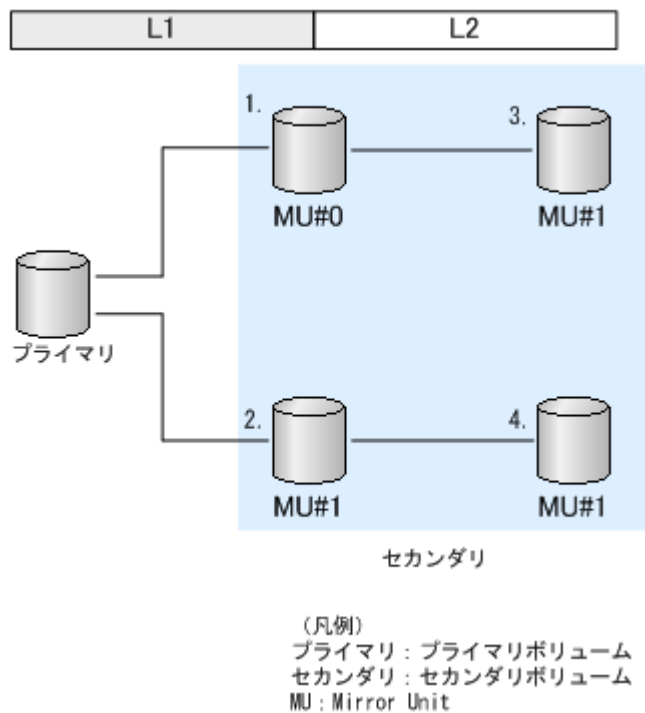 L1 L2
1. 3.
MU#0 MU#1
プライマリ
2. 4.
MU#1 MU#1
セカンダリ
（凡例）
プライマリ：プライマリボリューム
セカンダリ：セカンダリボリューム
MU：Mirror Unit